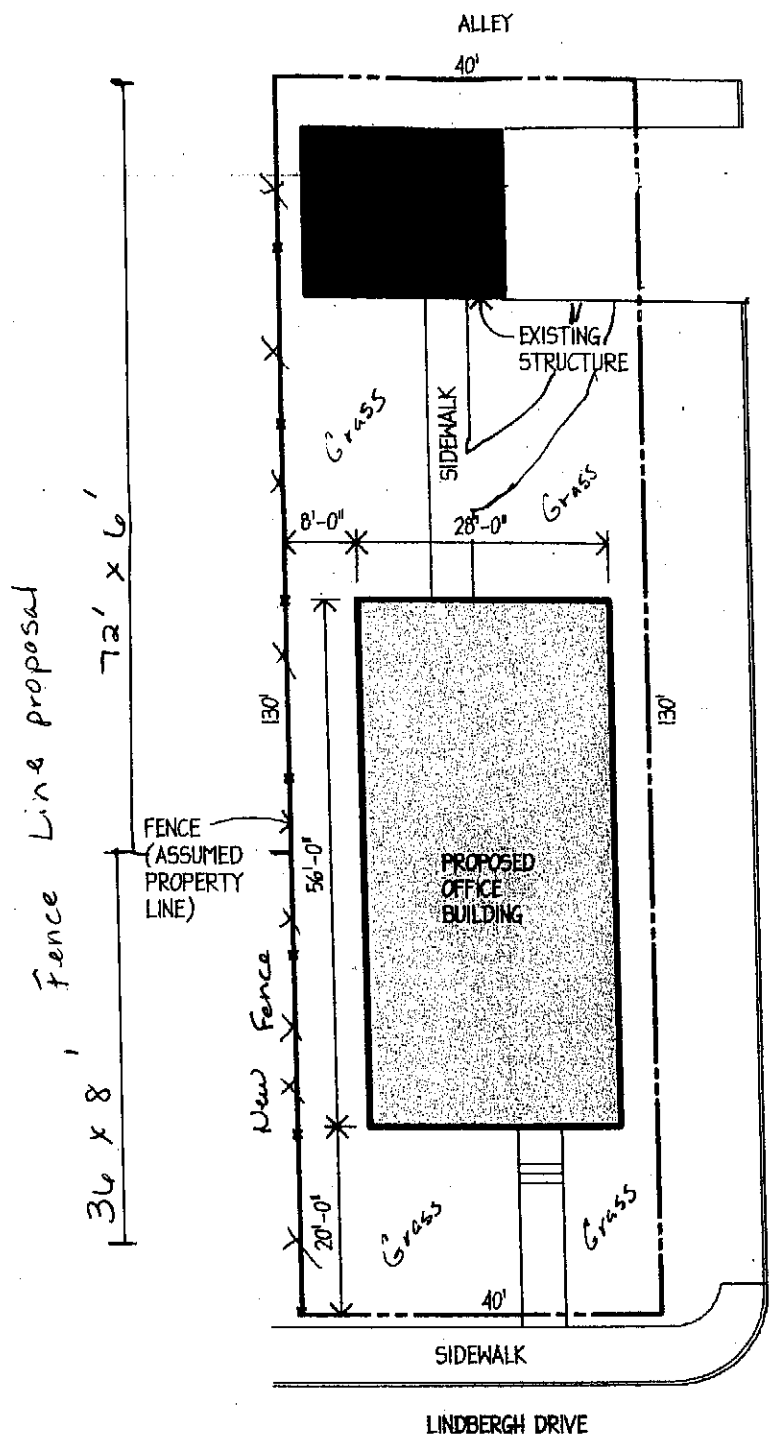 ALLEY
40'
EXISTING
STRUCTURE
SIDEWALK
Grass
Grass
8'-0"
28'-0"
72' x 6'
Fence Line proposal
130'
130'
FENCE
(ASSUMED
PROPERTY
LINE)
56'-0"
PROPOSED
OFFICE
BUILDING
New Fence
36 x 8'
20'-0"
Grass
Grass
40'
SIDEWALK
LINDBERGH DRIVE